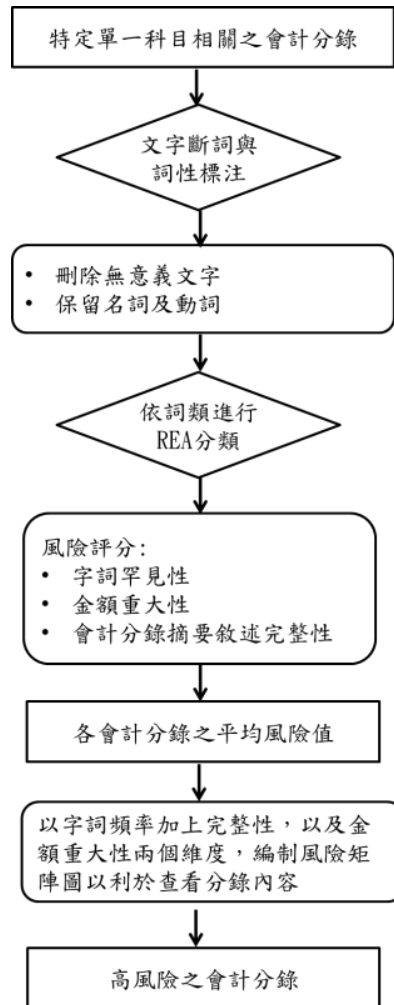 特定單一科目相關之會計分錄
文字斷詞與
詞性標注
• 刪除無意義文字
• 保留名詞及動詞
依詞類進行
REA分類
風險評分:
• 字詞罕見性
• 金額重大性
• 會計分錄摘要敘述完整性
各會計分錄之平均風險值
以字詞頻率加上完整性，以及金
額重大性兩個維度，編制風險矩
陣圖以利於查看分錄內容
高風險之會計分錄